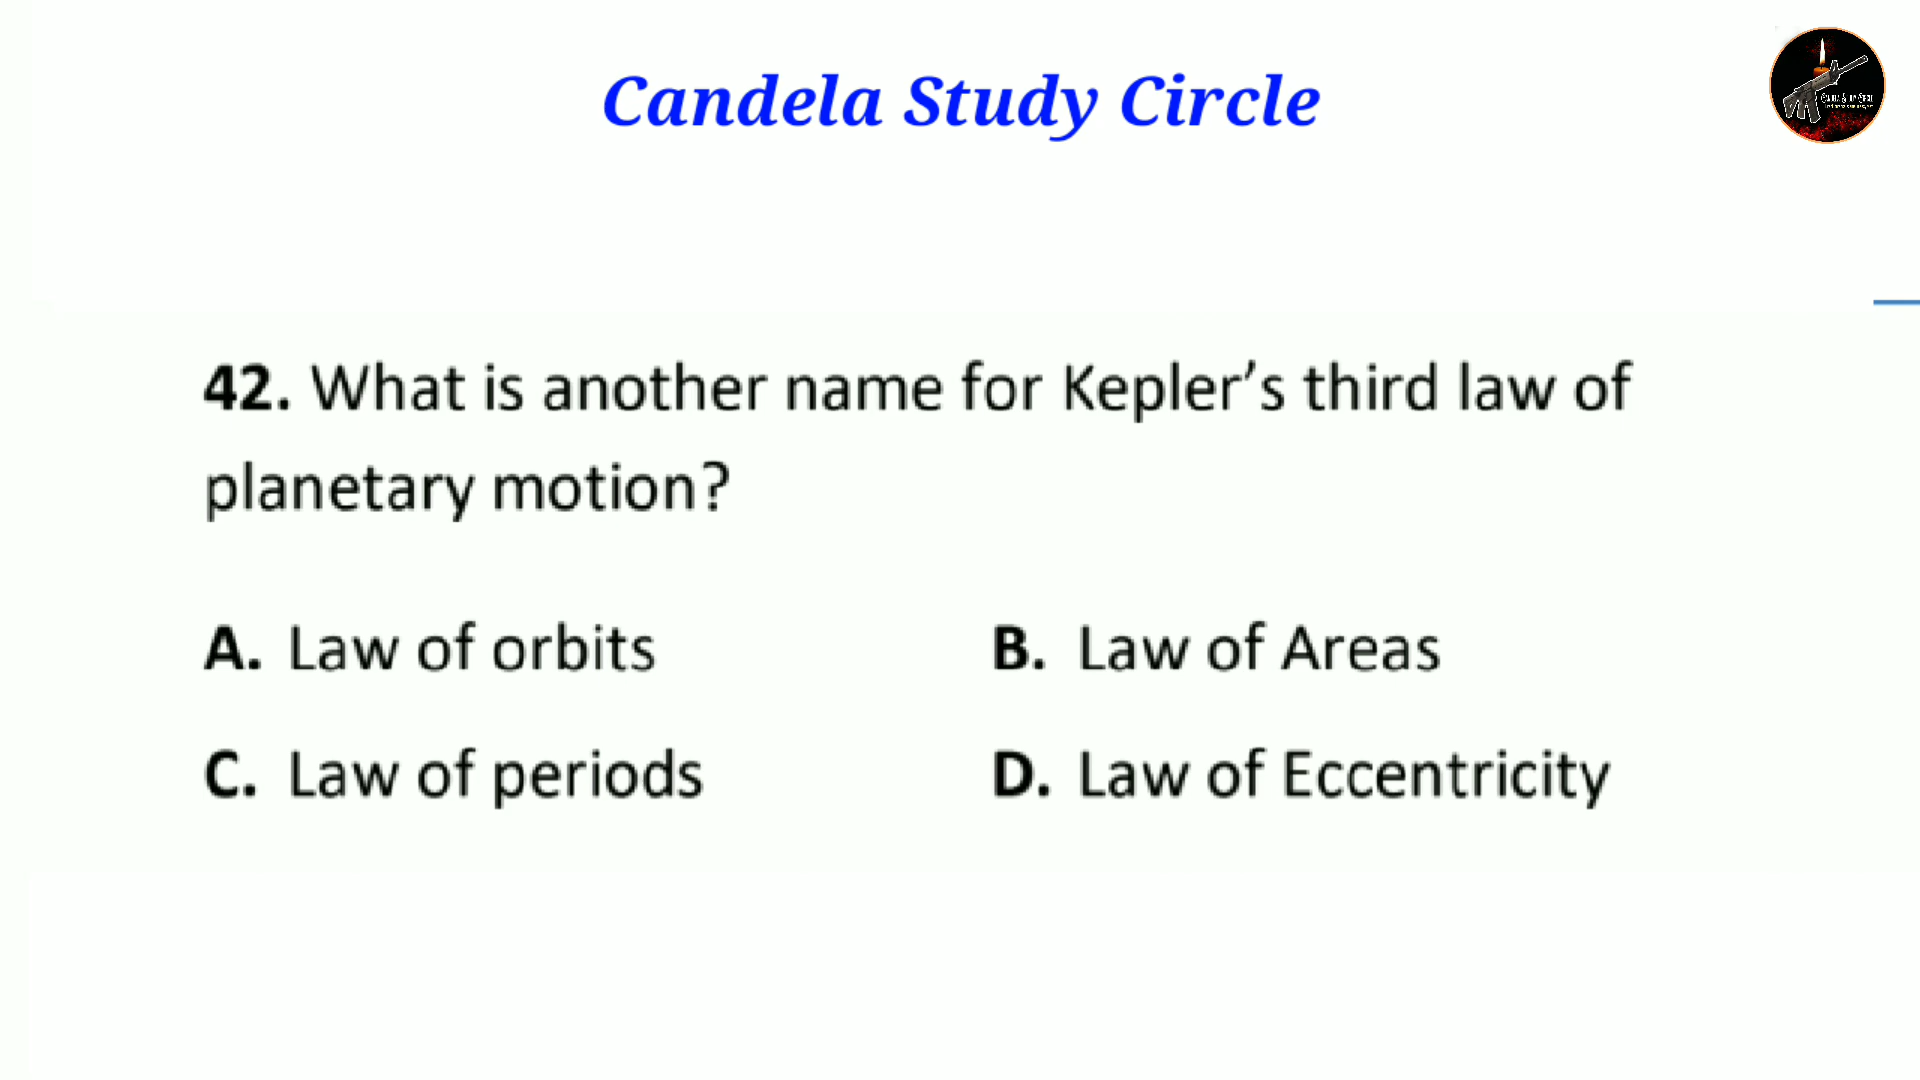 Candela Study Circle
42. What is another name for Kepler’s third law of
planetary motion?
A. Law of orbits
B. Law of Areas
C. Law of periods
D. Law of Eccentricity